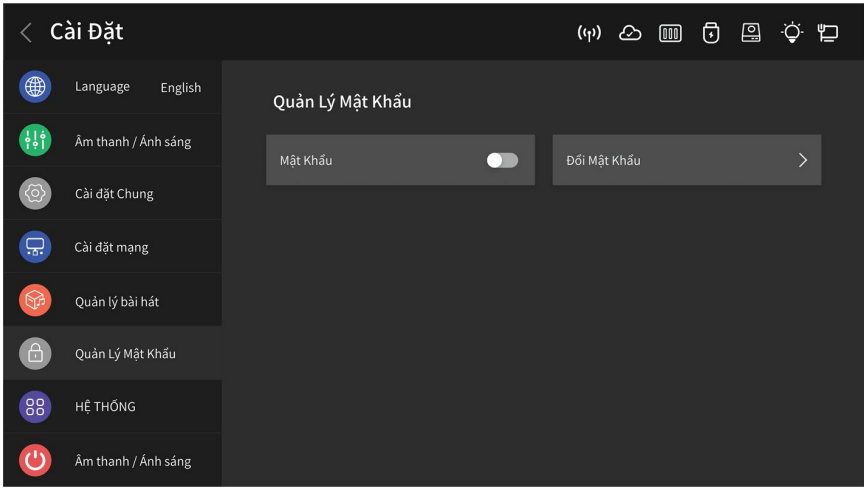 Cài Đặt
Language English
Âm thanh / Ánh sáng
Cài đặt Chung
Cài đặt mạng
Quản lý bài hát
Quản Lý Mật Khẩu
HỆ THỐNG
Âm thanh / Ánh sáng
Quản Lý Mật Khẩu
Mật Khẩu
Đổi Mật Khẩu